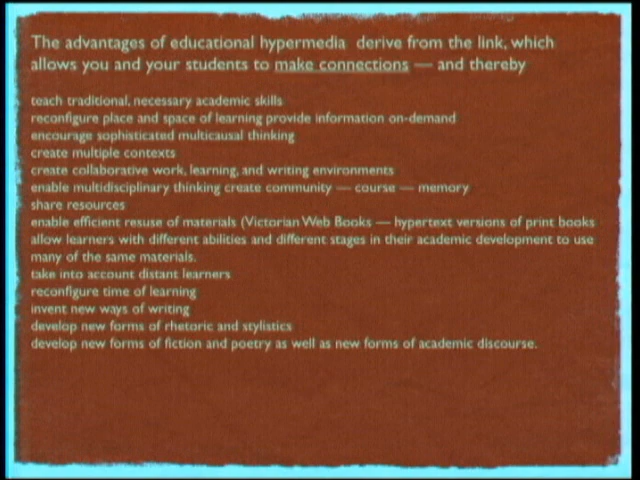 The advantages of educational hypermedia derive from the link, which
allows you and your students to make connections — and thereby
teach traditional, necessary academic skills
reconfigure place and space of learning provide information on-demand
encourage sophisticated multicausal thinking
create multiple contexts
create collaborative work, learning, and writing environments
enable multidisciplinary thinking create community — course — memory
share resources
enable efficient resuse of materials (Victorian Web Books — hypertext versions of print books
allow learners with different abilities and different stages in their academic development to use
many of the same materials.
take into account distant learners
reconfigure time of learning
invent new ways of writing
develop new forms of rhetoric and stylistics
develop new forms of fiction and poetry as well as new forms of academic discourse.